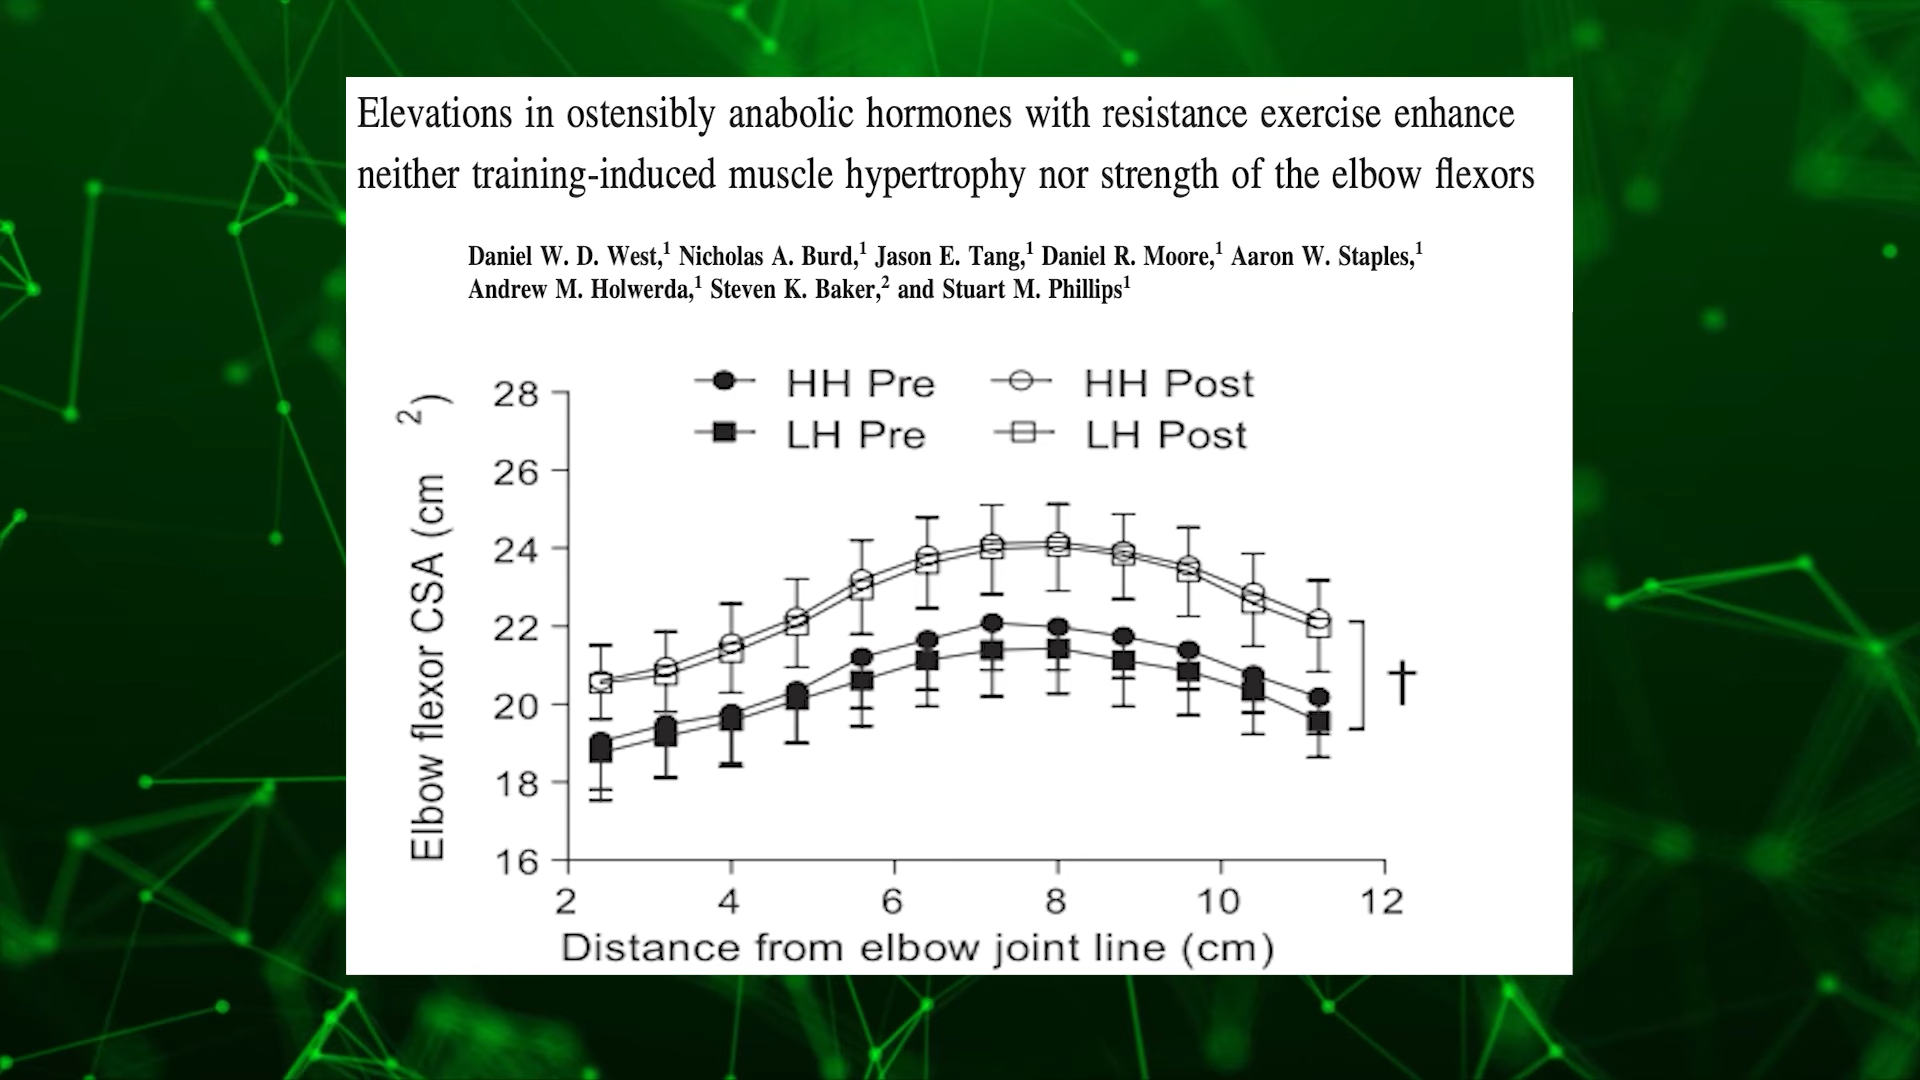 Elevations in ostensibly anabolic hormones with resistance exercise enhance
neither training-induced muscle hypertrophy nor strength of the elbow flexors
Daniel W. D. West,1 Nicholas A. Burd,1 Jason E. Tang,1 Daniel R. Moore,1 Aaron W. Staples,1
Andrew M. Holwerda,1 Steven K. Baker,2 and Stuart M. Phillips1
HH Pre HH Post
LH Pre LH Post
Elbow flexor CSA (cm 2)
28
26
24
22
20
18
16
†
2 4 6 8 10 12
Distance from elbow joint line (cm)